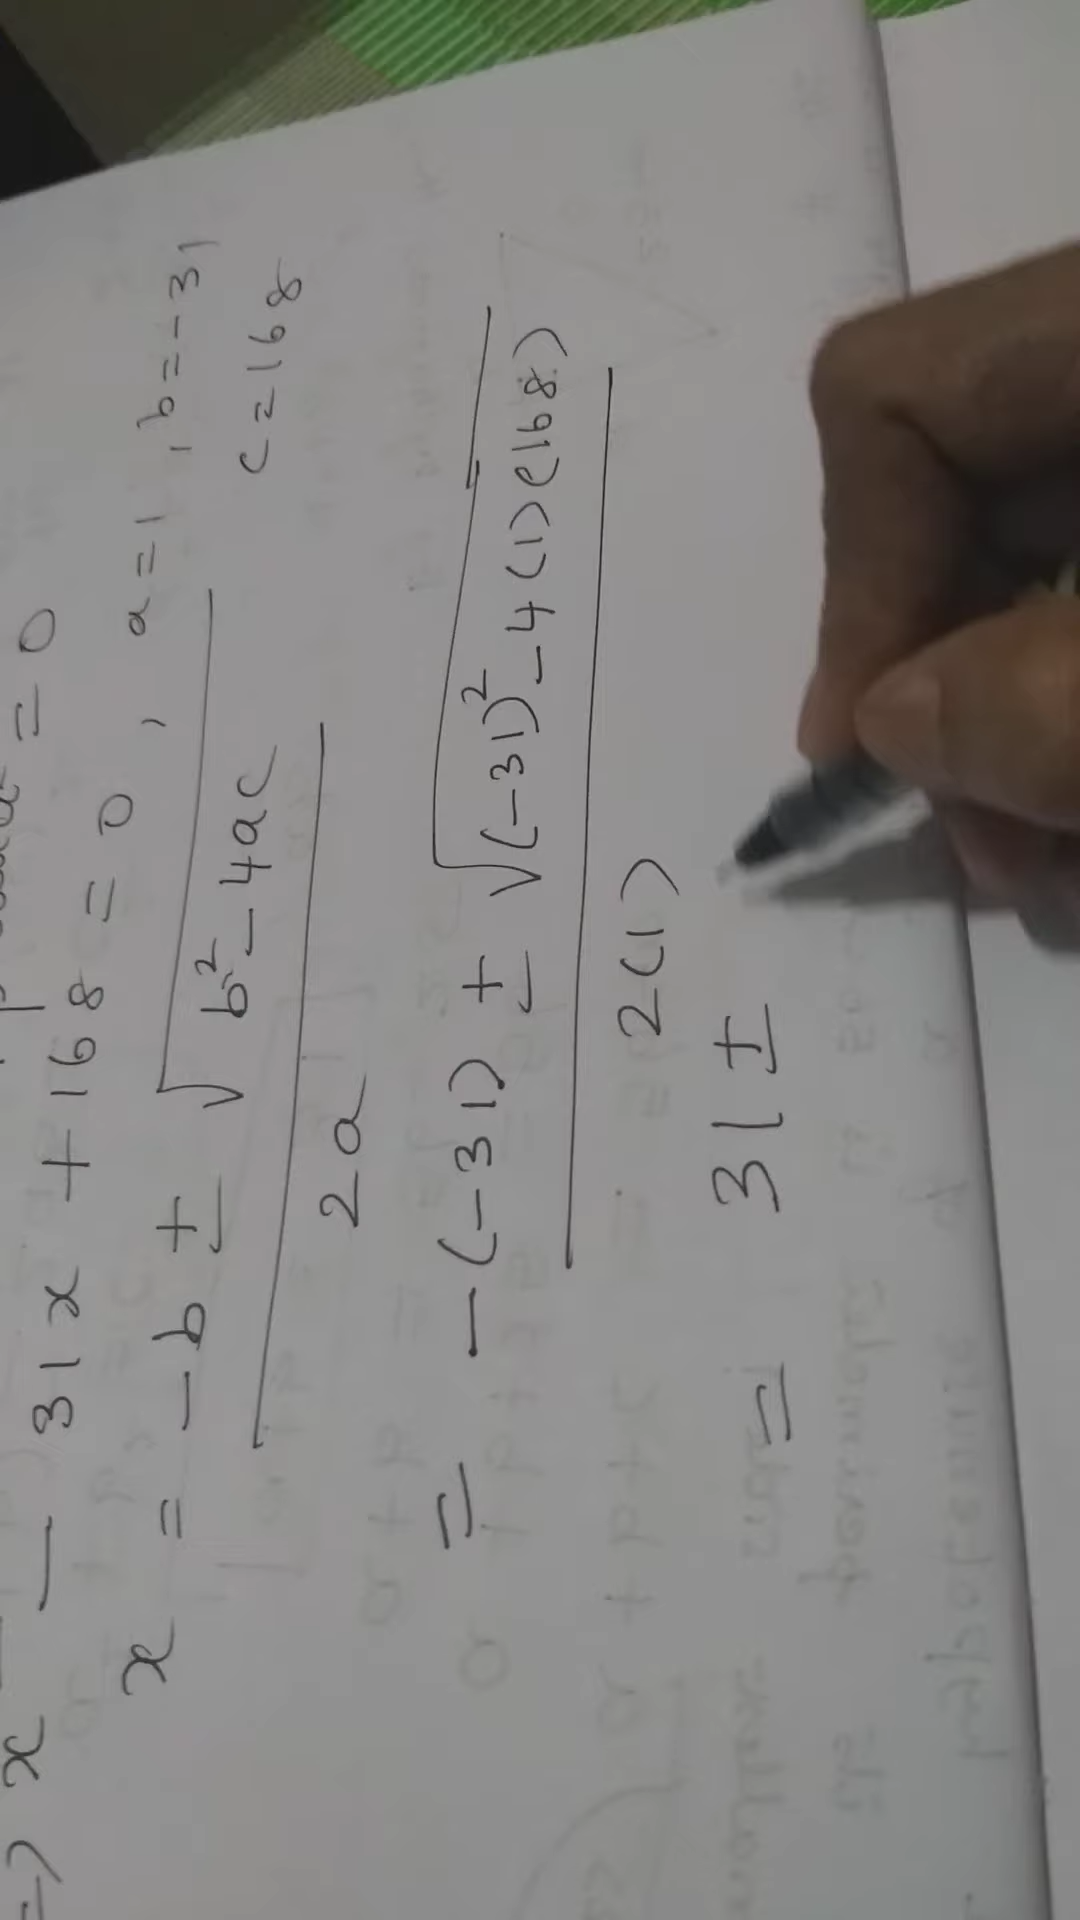 = 0
=> x² - 31x + 168 = 0 , a = 1 , b = -31
c = 168
x = -b ± √b² - 4ac
2a
= -(-31) ± √(-31)² - 4(1)(168)
2(1)
= 31 ±